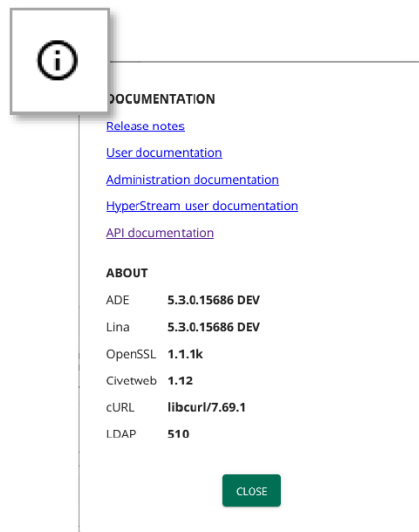 DOCUMENTATION
Release notes
User documentation
Administration documentation
HyperStream user documentation
API documentation
ABOUT
ADE 5.3.0.15686 DEV
Lina 5.3.0.15686 DEV
OpenSSL 1.1.1k
Civetweb 1.12
cURL libcurl/7.69.1
LDAP 510
CLOSE